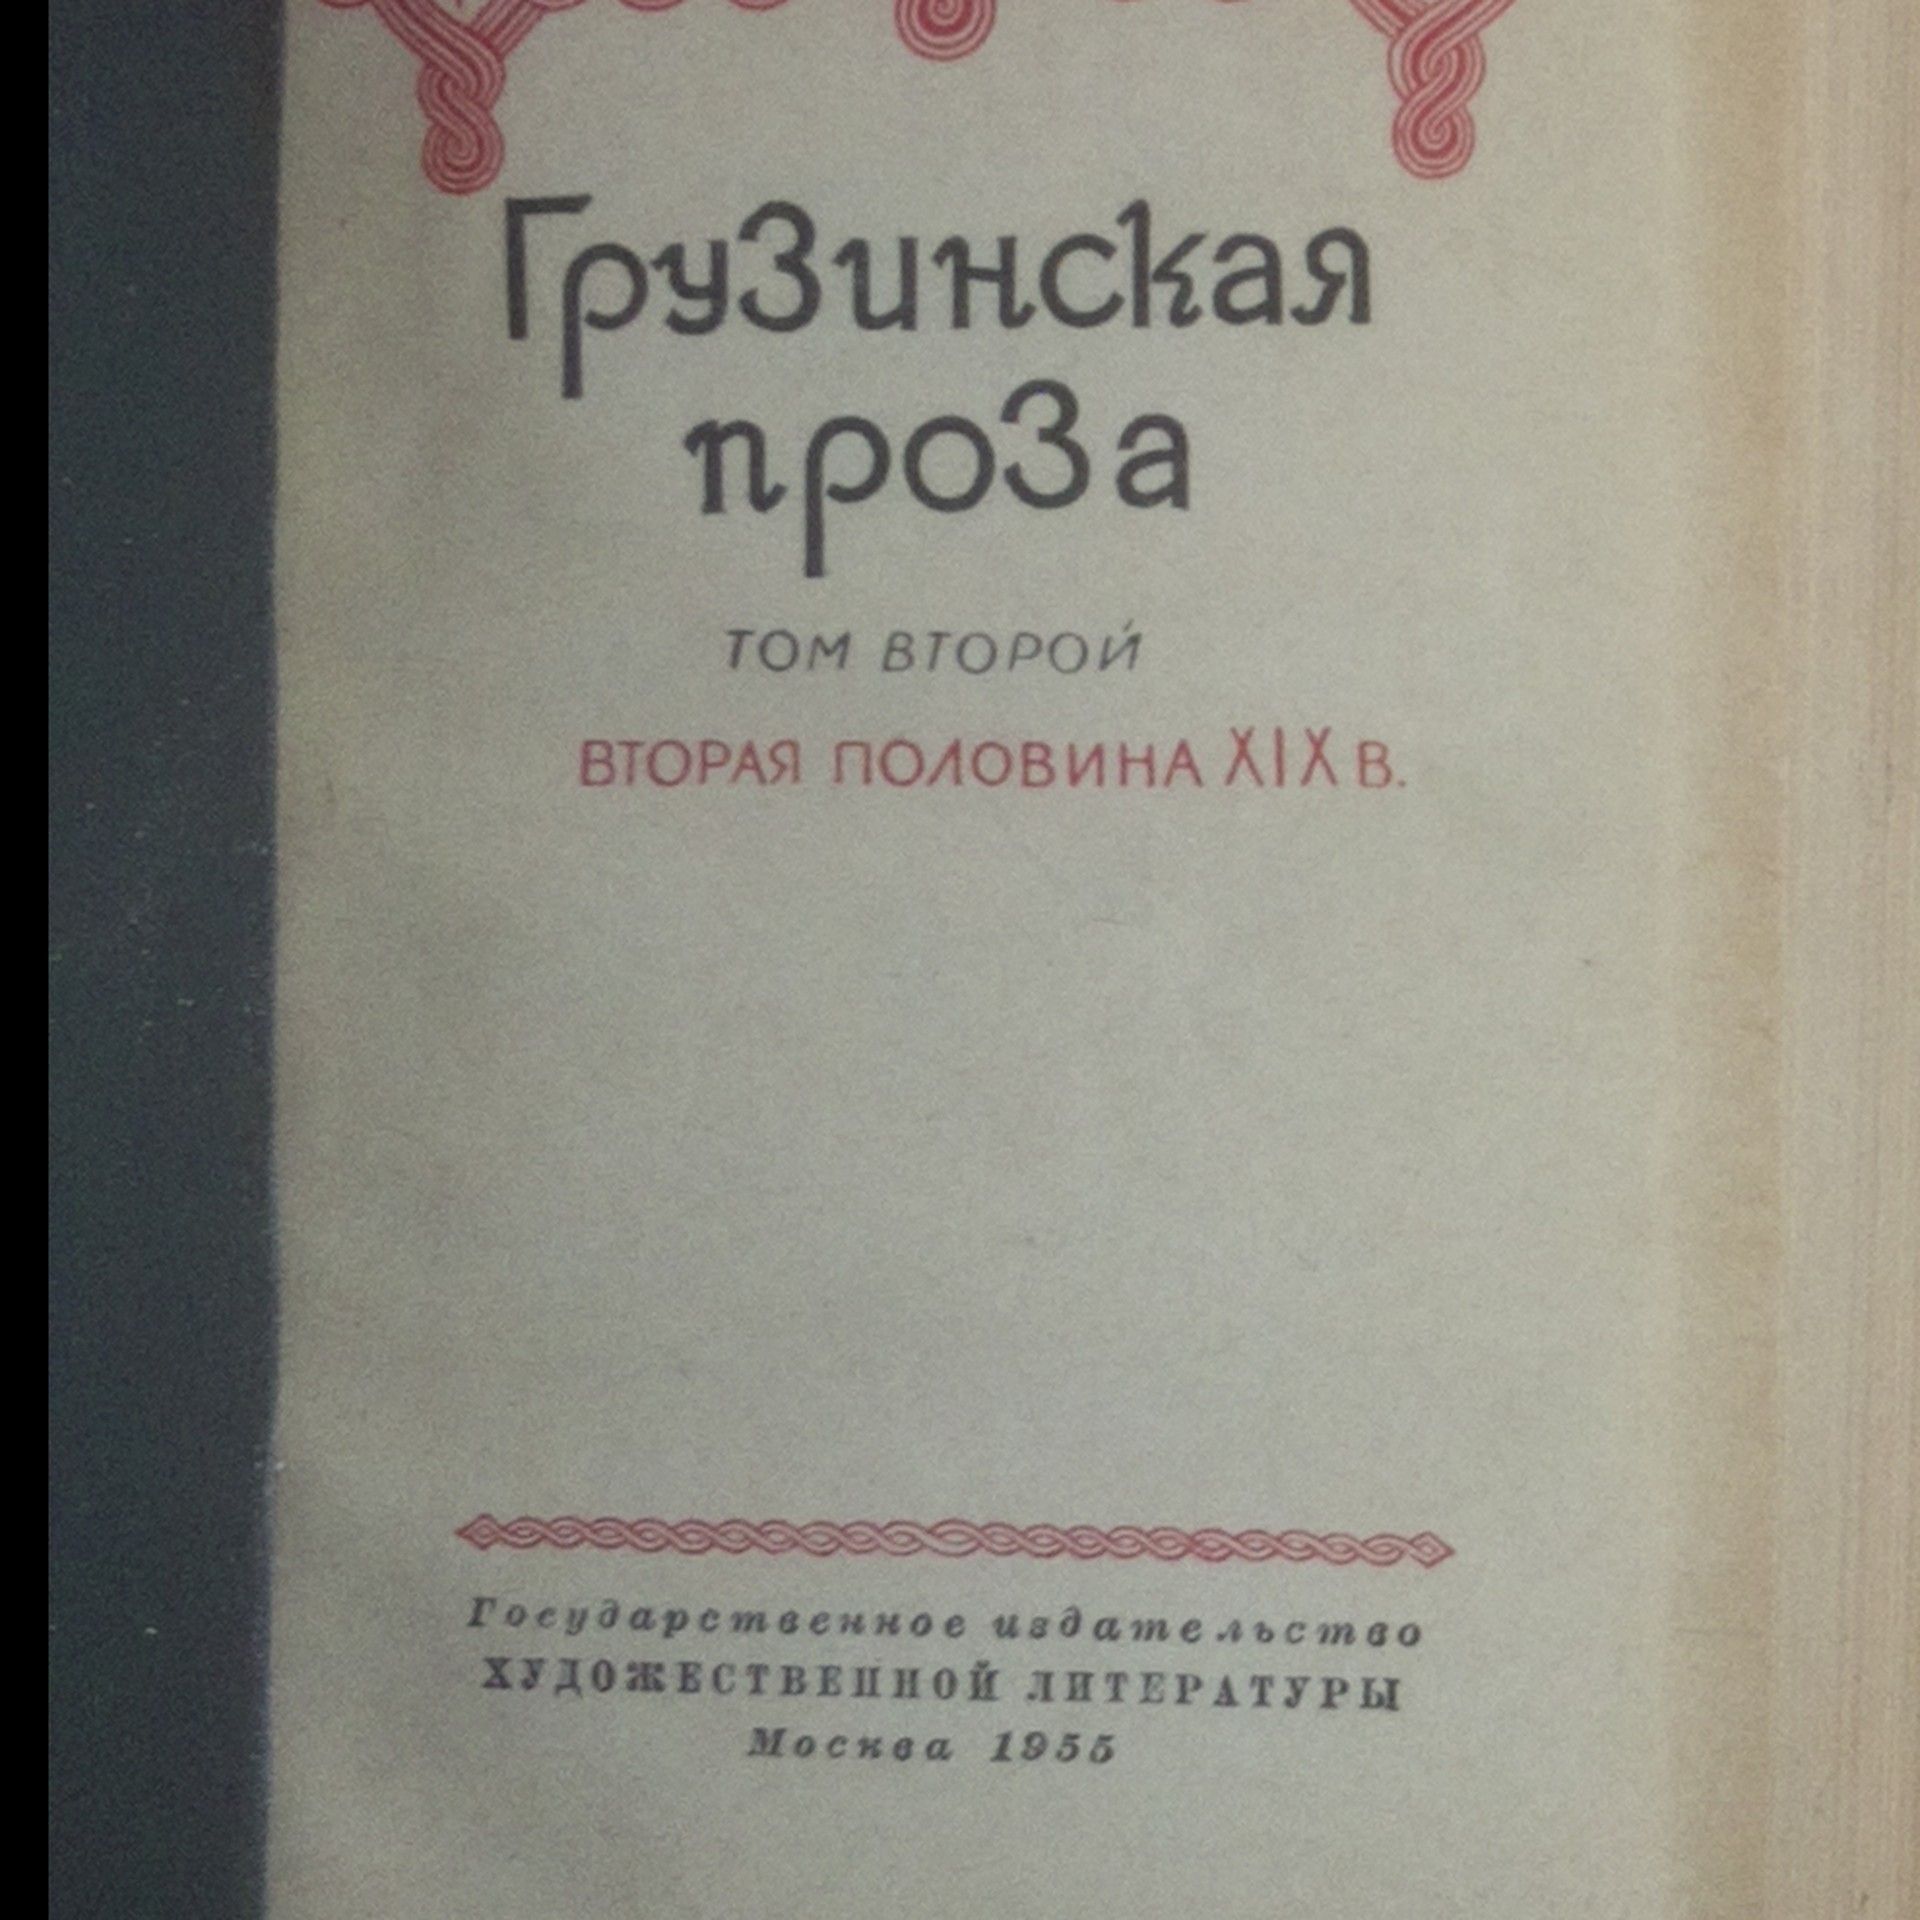 Грузинская
проза
ТОМ ВТОРОЙ
ВТОРАЯ ПОЛОВИНА XIX В.
Государственное издательство
ХУДОЖЕСТВЕННОЙ ЛИТЕРАТУРЫ
Москва 1955